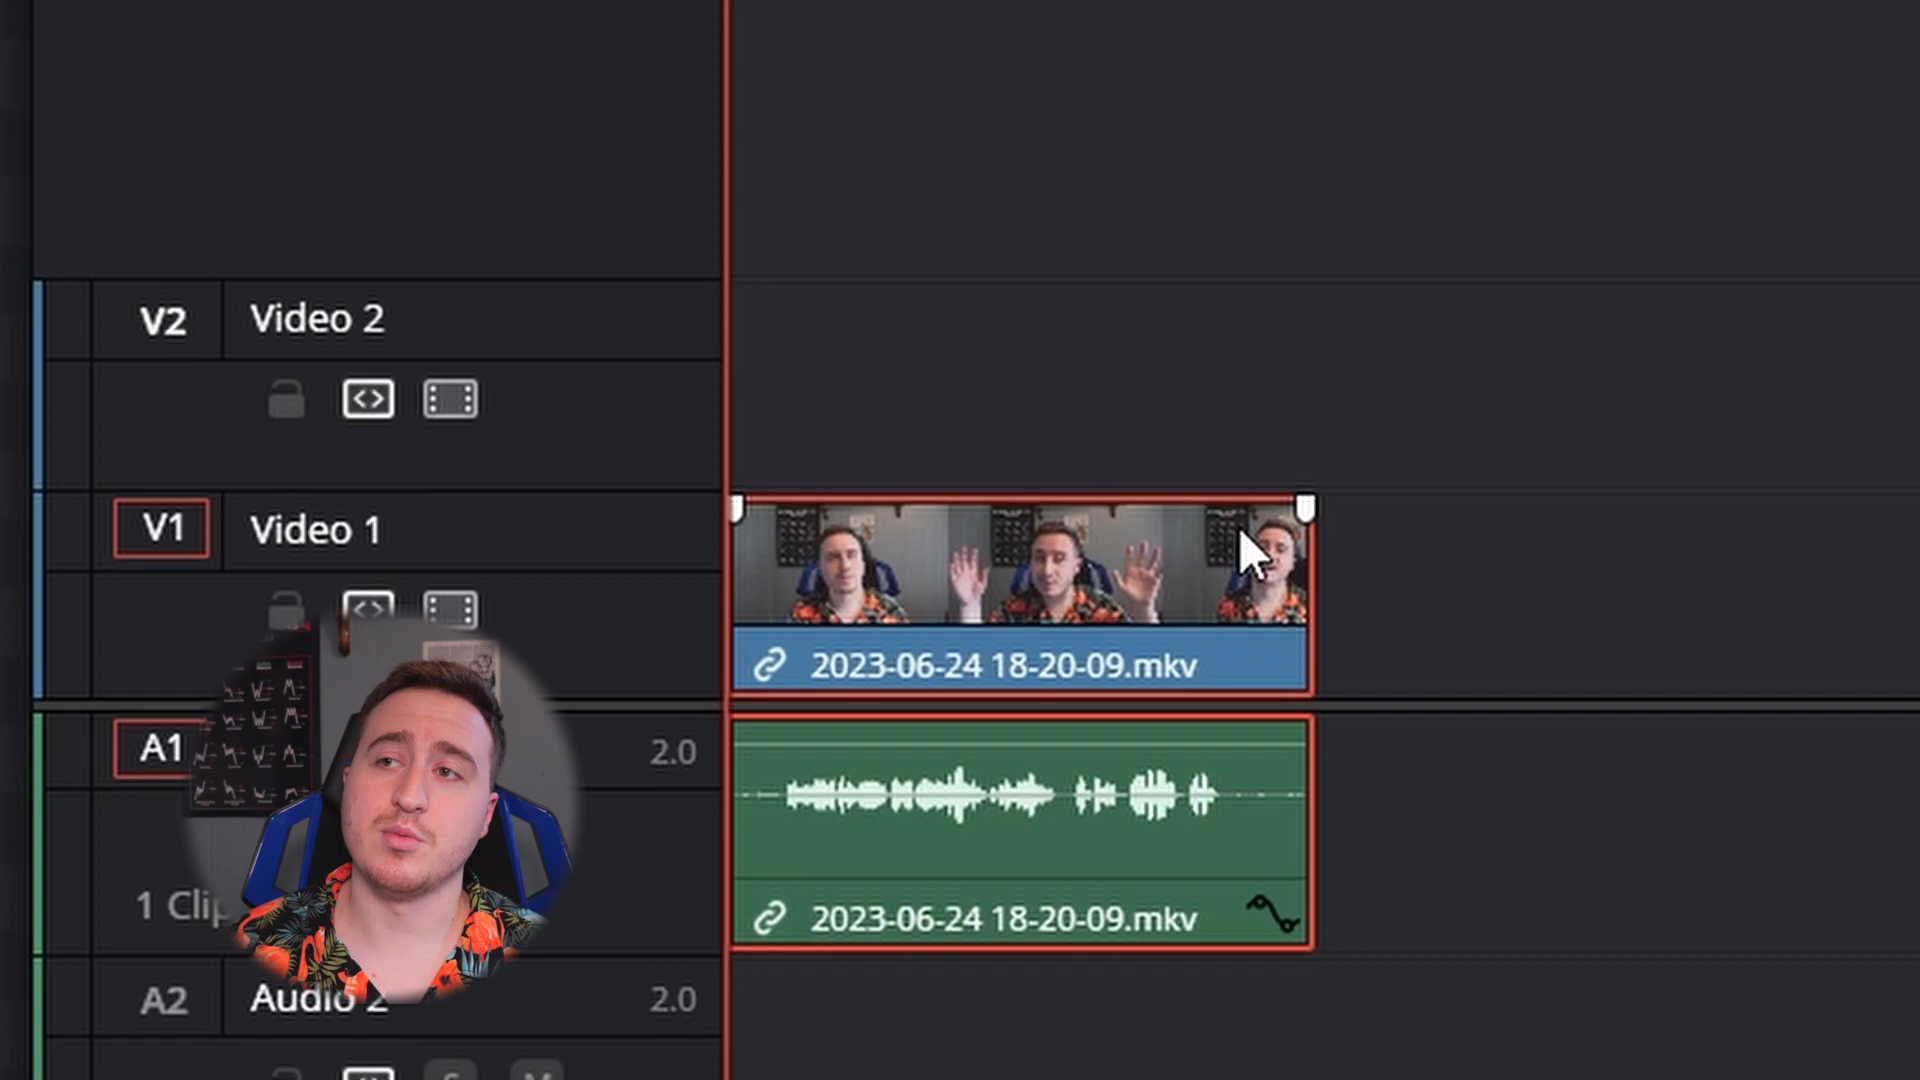 V2 Video 2
V1 Video 1
2023-06-24 18-20-09.mkv
A1 2.0
1 Clip
2023-06-24 18-20-09.mkv
A2 Audio 2 2.0
S M